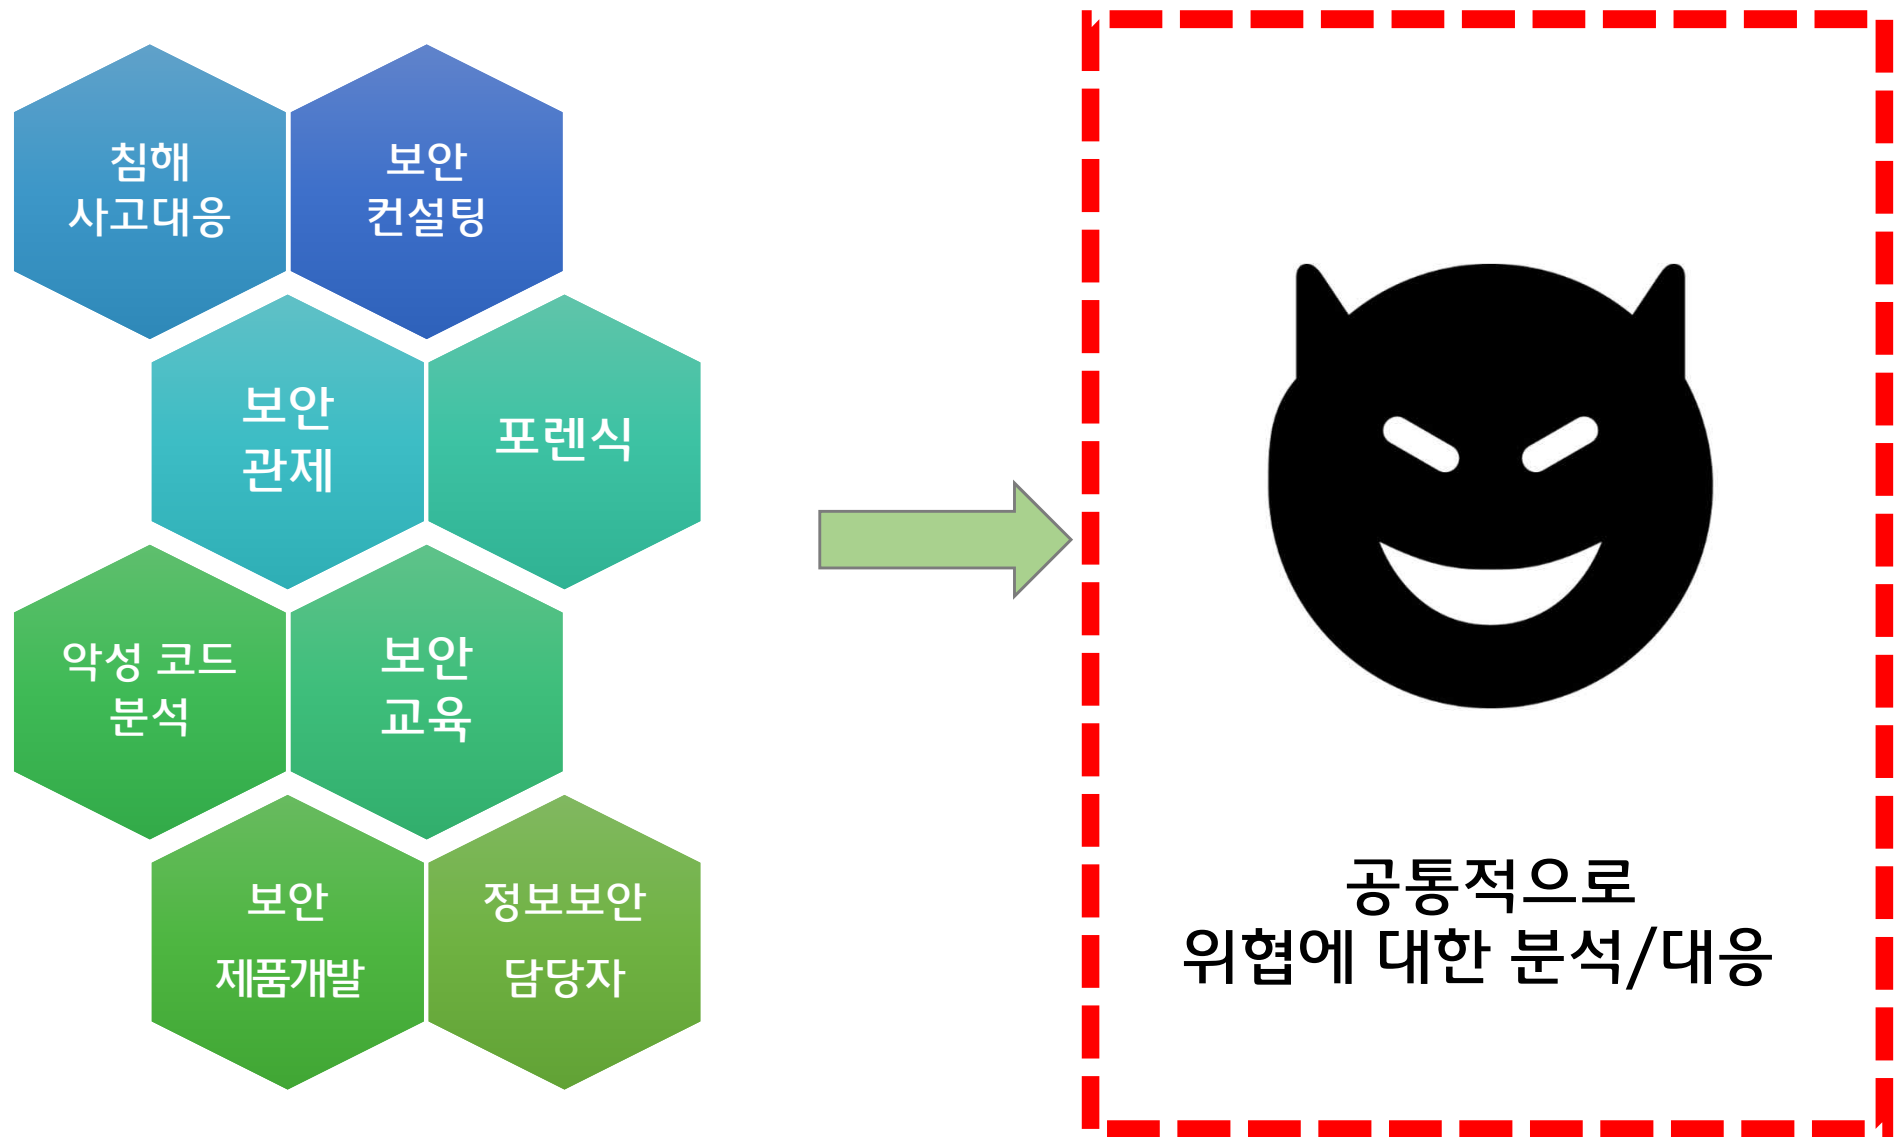 침해
사고대응
보안
컨설팅
보안
관제
포렌식
악성 코드
분석
보안
교육
보안
제품개발
정보보안
담당자
공통적으로
위협에 대한 분석/대응